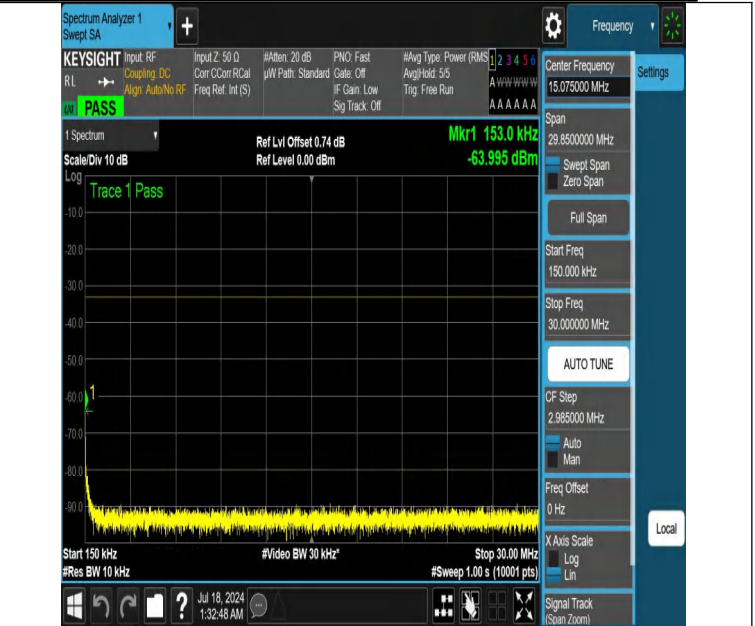 Spectrum Analyzer 1
Swept SA
+
Frequency
KEYSIGHT
RL
PASS
Input: RF
Coupling: DC
Align: Auto/No RF
Input Z: 50 Ω
Corr CCorr RCal
Freq Ref: Int (S)
#Atten: 20 dB
µW Path: Standard
PNO: Fast
Gate: Off
IF Gain: Low
Sig Track: Off
#Avg Type: Power (RMS
Avg|Hold: 5/5
Trig: Free Run
1 2 3 4 5 6
A W W W W W
A A A A A A
1 Spectrum
Scale/Div 10 dB
Ref Lvl Offset 0.74 dB
Ref Level 0.00 dBm
Mkr1 153.0 kHz
-63.995 dBm
Log
Trace 1 Pass
-10.0
-20.0
-30.0
-40.0
-50.0
-60.0
1
-70.0
-80.0
-90.0
Start 150 kHz
#Res BW 10 kHz
#Video BW 30 kHz*
Stop 30.00 MHz
#Sweep 1.00 s (10001 pts)
?
Jul 18, 2024
1:32:48 AM
Center Frequency
15.075000 MHz
Settings
Span
29.8500000 MHz
Swept Span
Zero Span
Full Span
Start Freq
150.000 kHz
Stop Freq
30.000000 MHz
AUTO TUNE
CF Step
2.985000 MHz
Auto
Man
Freq Offset
0 Hz
X Axis Scale
Log
Lin
Local
Signal Track
(Span Zoom)